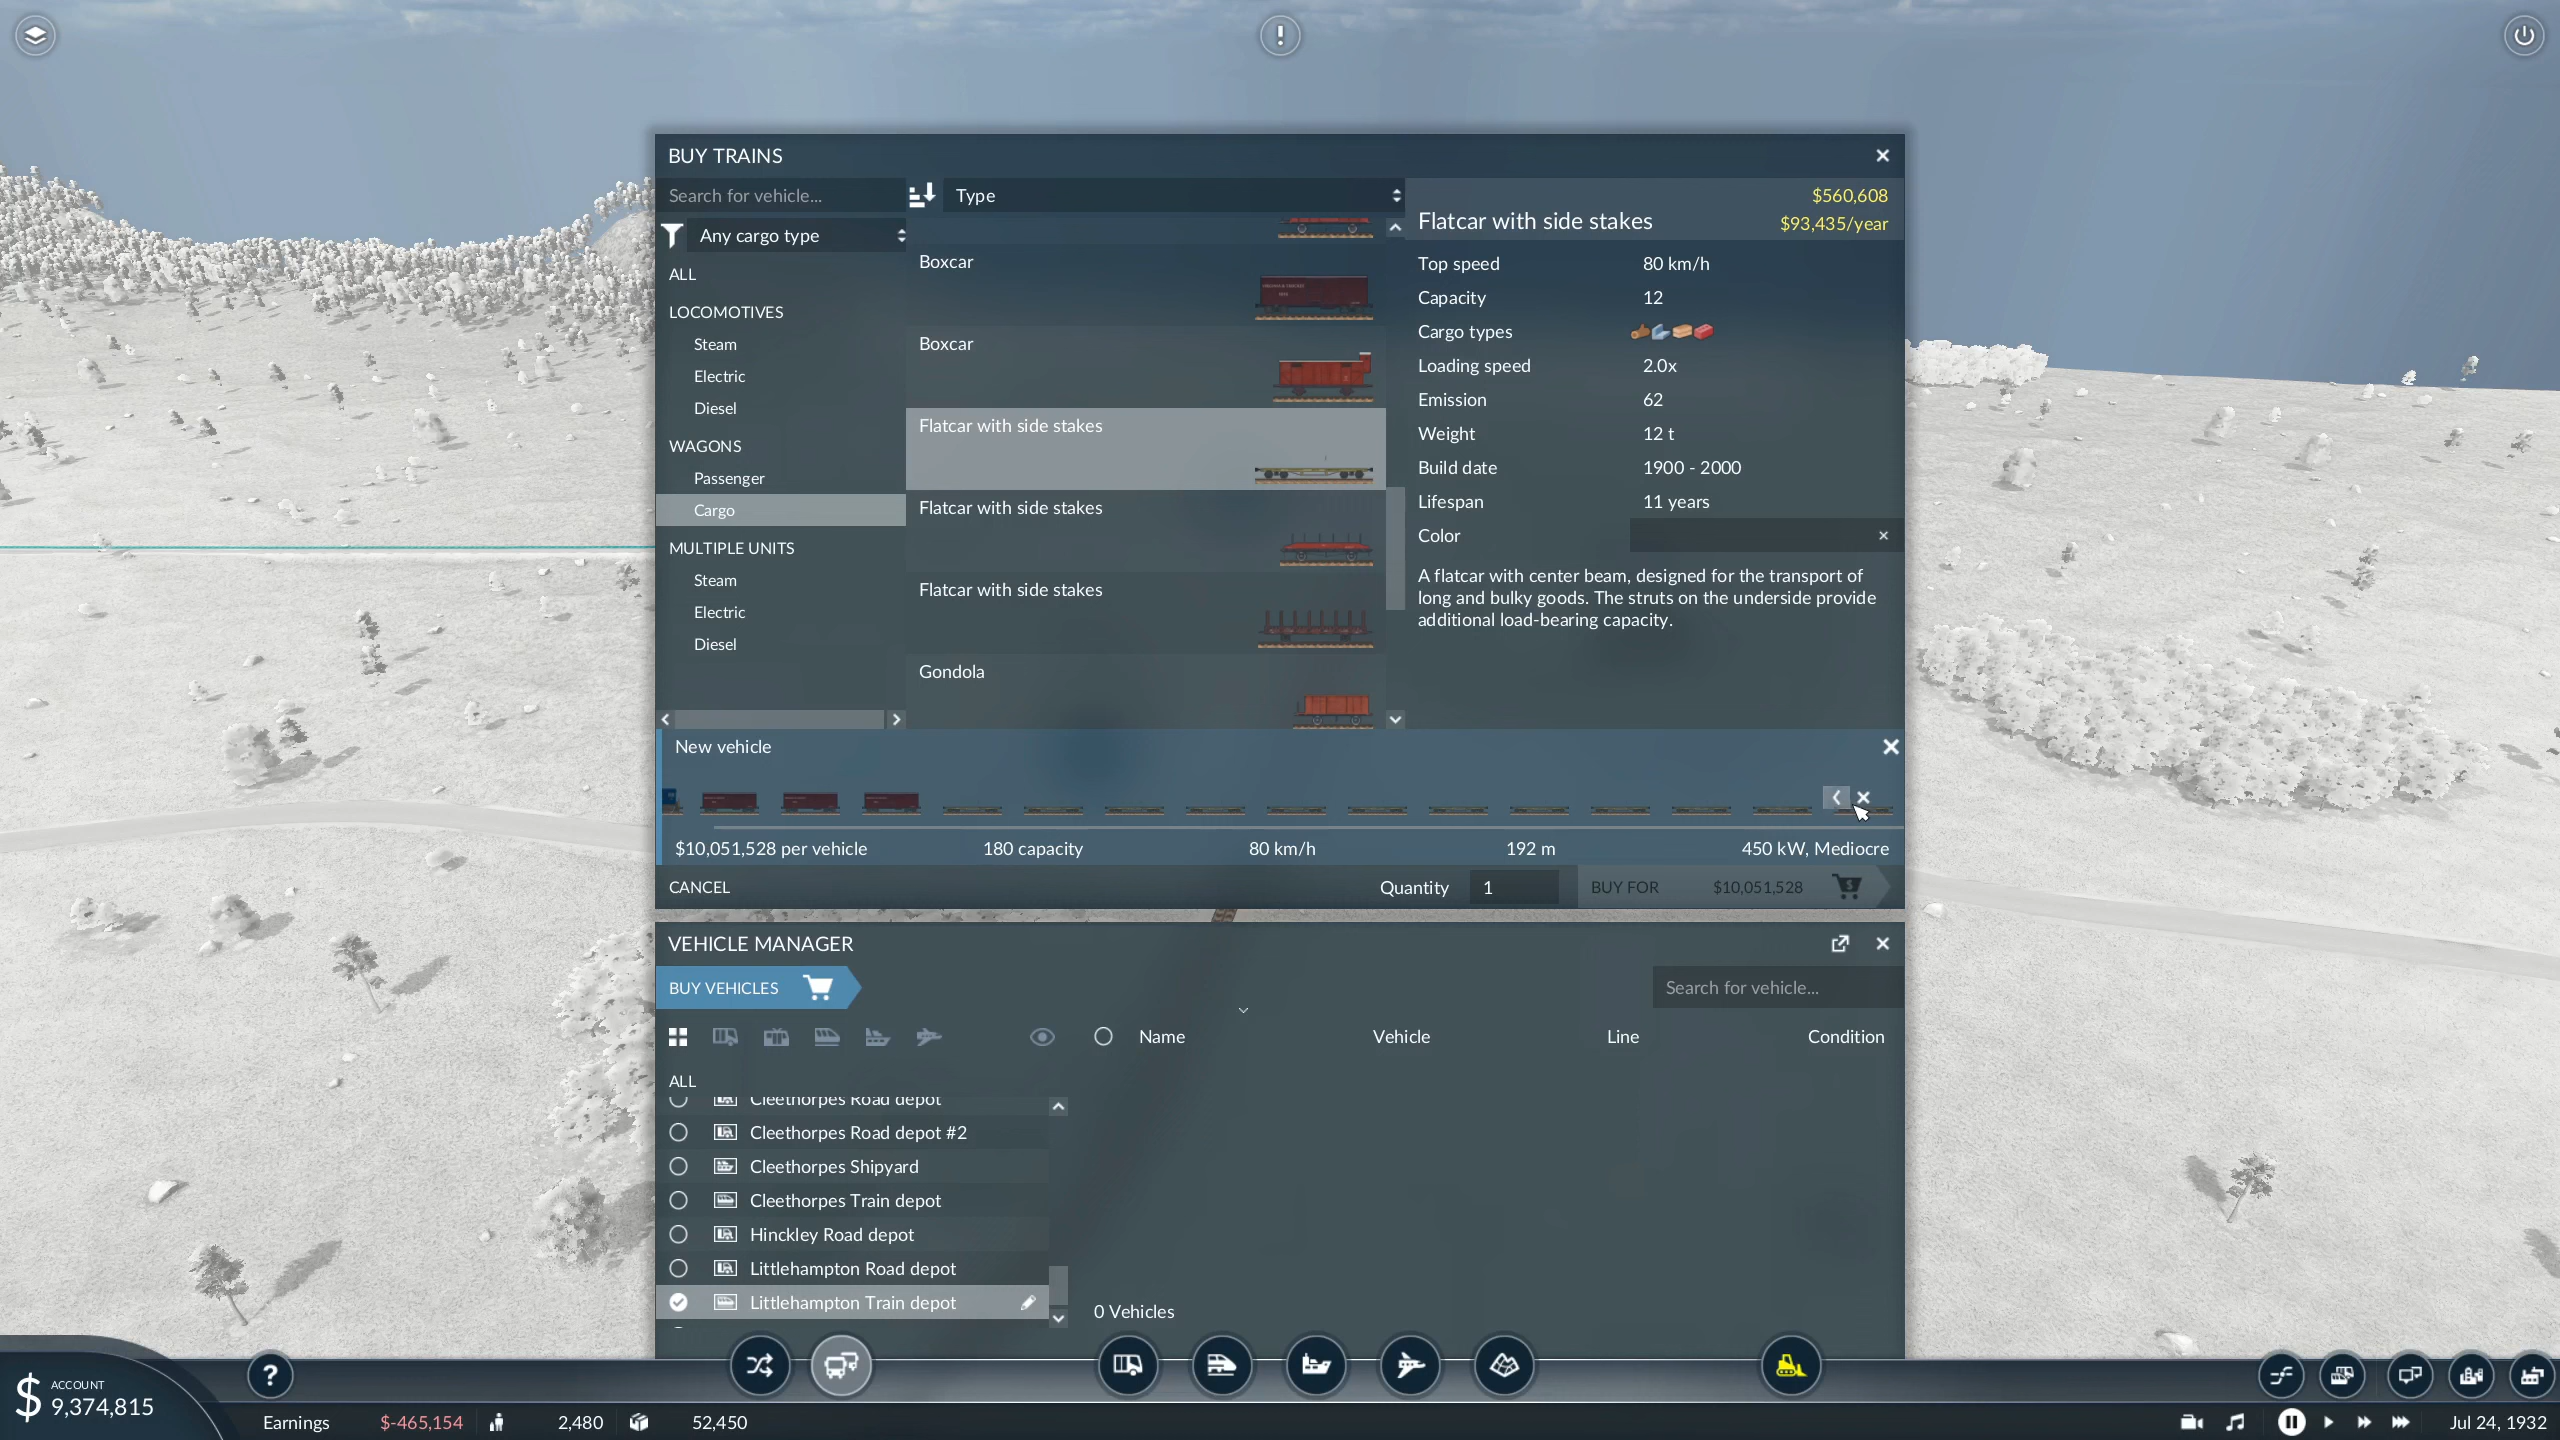 BUY TRAINS
Search for vehicle...
Type
Any cargo type
ALL
LOCOMOTIVES
Steam
Electric
Diesel
WAGONS
Passenger
Cargo
MULTIPLE UNITS
Steam
Electric
Diesel
Boxcar
Boxcar
Flatcar with side stakes
Flatcar with side stakes
Flatcar with side stakes
Gondola
$560,608
Flatcar with side stakes
$93,435/year
Top speed 80 km/h
Capacity 12
Cargo types
Loading speed 2.0x
Emission 62
Weight 12 t
Build date 1900 - 2000
Lifespan 11 years
Color
A flatcar with center beam, designed for the transport of
long and bulky goods. The struts on the underside provide
additional load-bearing capacity.
New vehicle
$10,051,528 per vehicle 180 capacity 80 km/h 192 m 450 kW, Mediocre
CANCEL Quantity 1 BUY FOR $10,051,528
VEHICLE MANAGER
BUY VEHICLES
Search for vehicle...
Name Vehicle Line Condition
ALL
Cleethorpes Road depot
Cleethorpes Road depot #2
Cleethorpes Shipyard
Cleethorpes Train depot
Hinckley Road depot
Littlehampton Road depot
Littlehampton Train depot
0 Vehicles
ACCOUNT
$ 9,374,815
Earnings $-465,154 2,480 52,450
Jul 24, 1932